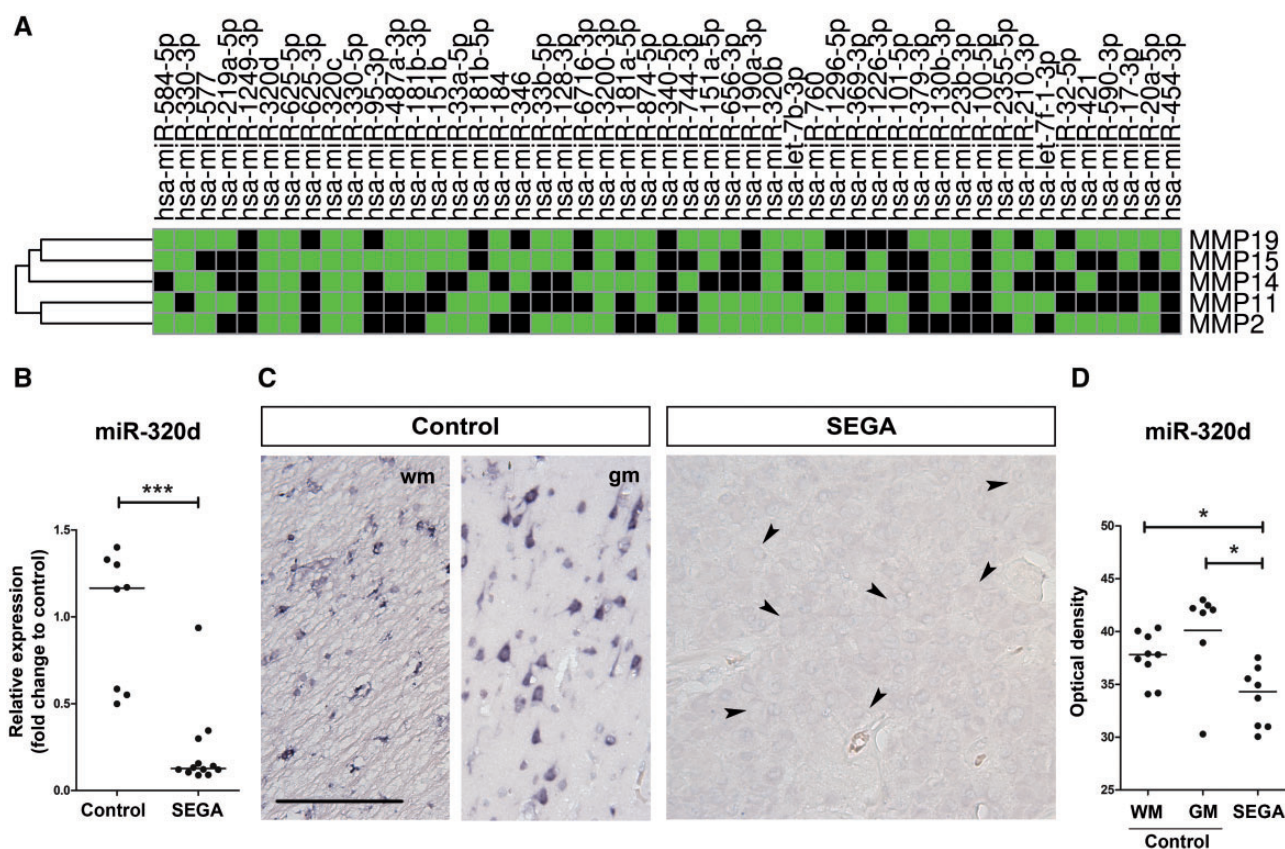 A
hsa-miR-584-5p
hsa-miR-330-3p
hsa-miR-577
hsa-miR-219a-5p
hsa-miR-1249-3p
hsa-miR-320d
hsa-miR-625-5p
hsa-miR-625-3p
hsa-miR-320c
hsa-miR-330-5p
hsa-miR-95-3p
hsa-miR-487a-3p
hsa-miR-181b-3p
hsa-miR-151b
hsa-miR-33a-5p
hsa-miR-181b-5p
hsa-miR-184
hsa-miR-346
hsa-miR-33b-5p
hsa-miR-128-3p
hsa-miR-6716-3p
hsa-miR-3200-3p
hsa-miR-181a-5p
hsa-miR-874-5p
hsa-miR-340-5p
hsa-miR-744-3p
hsa-miR-151a-5p
hsa-miR-656-3p
hsa-miR-190a-3p
hsa-miR-320b
hsa-let-7b-3p
hsa-miR-760
hsa-miR-1296-5p
hsa-miR-369-3p
hsa-miR-1226-3p
hsa-miR-101-5p
hsa-miR-379-3p
hsa-miR-130b-3p
hsa-miR-23b-3p
hsa-miR-100-5p
hsa-miR-2355-5p
hsa-miR-210-3p
hsa-let-7f-1-3p
hsa-miR-32-5p
hsa-miR-421
hsa-miR-590-3p
hsa-miR-17-3p
hsa-miR-20a-5p
hsa-miR-454-3p
MMP19
MMP15
MMP14
MMP11
MMP2
B
miR-320d
***
Relative expression
(fold change to control)
1.5
1.0
0.5
0.0
Control SEGA
C
Control
SEGA
wm
gm
D
miR-320d
*
*
Optical density
50
45
40
35
30
25
WM GM SEGA
Control